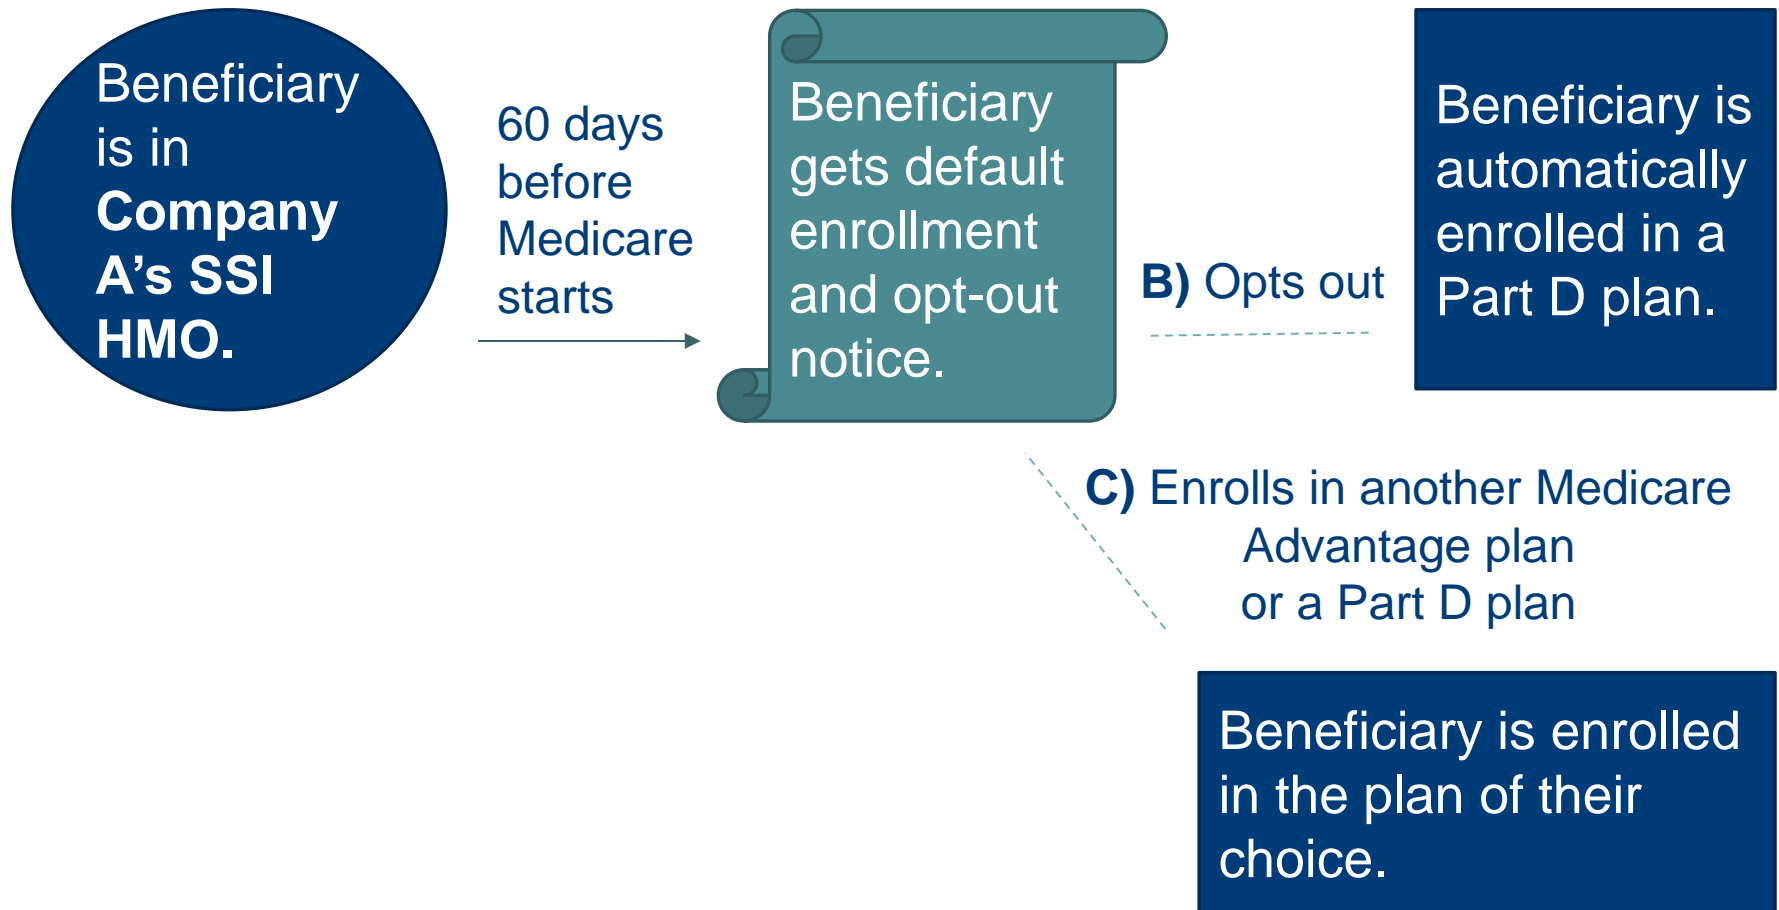 Beneficiary
is in
Company
A’s SSI
HMO.
60 days
before
Medicare
starts
Beneficiary
gets default
enrollment
and opt-out
notice.
B) Opts out
Beneficiary is
automatically
enrolled in a
Part D plan.
C) Enrolls in another Medicare
Advantage plan
or a Part D plan
Beneficiary is enrolled
in the plan of their
choice.